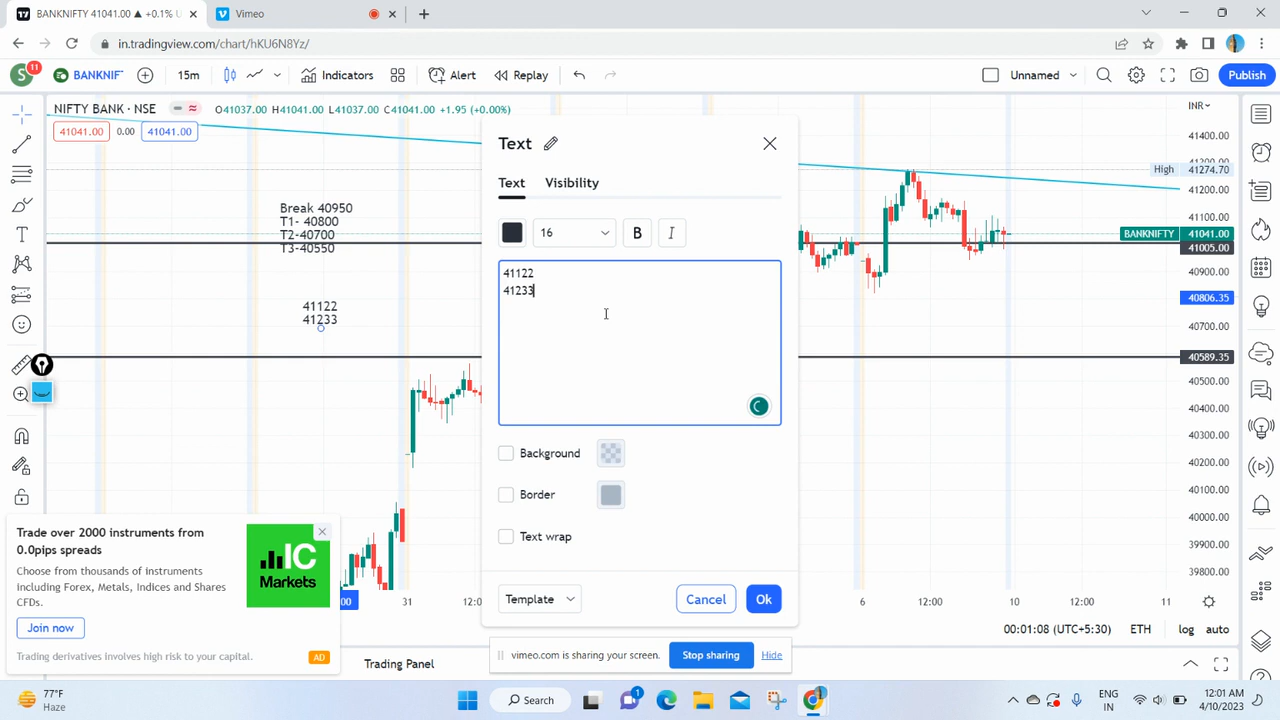 BANKNIFTY 41041.00 ▲ +0.1% U
Vimeo
in.tradingview.com/chart/hKU6N8Yz/
S 11 BANKNIF 15m Indicators Alert Replay Unnamed Publish
NIFTY BANK · NSE O41037.00 H41041.00 L41037.00 C41041.00 +1.95 (+0.00%) INR
41041.00 0.00 41041.00
41400.00
41300.00
High 41274.70
41200.00
41100.00
BANKNIFTY 41041.00
41005.00
40900.00
40806.35
40700.00
40589.35
40500.00
40400.00
40300.00
40200.00
40100.00
40000.00
39900.00
39800.00
Break 40950
T1- 40800
T2-40700
T3-40550
41122
41233
Text
Text Visibility
16 B I
41122
41233
Background
Border
Text wrap
Template Cancel Ok
Trade over 2000 instruments from
0.0pips spreads
Choose from thousands of instruments
including Forex, Metals, Indices and Shares
CFDs.
Join now
Trading derivatives involves high risk to your capital. AD
IC
Markets
00 31 12:0 6 12:00 10 12:00 11
00:01:08 (UTC+5:30) ETH log auto
vimeo.com is sharing your screen. Stop sharing Hide
Trading Panel
77°F
Haze
Search
1
ENG
IN
12:01 AM
4/10/2023